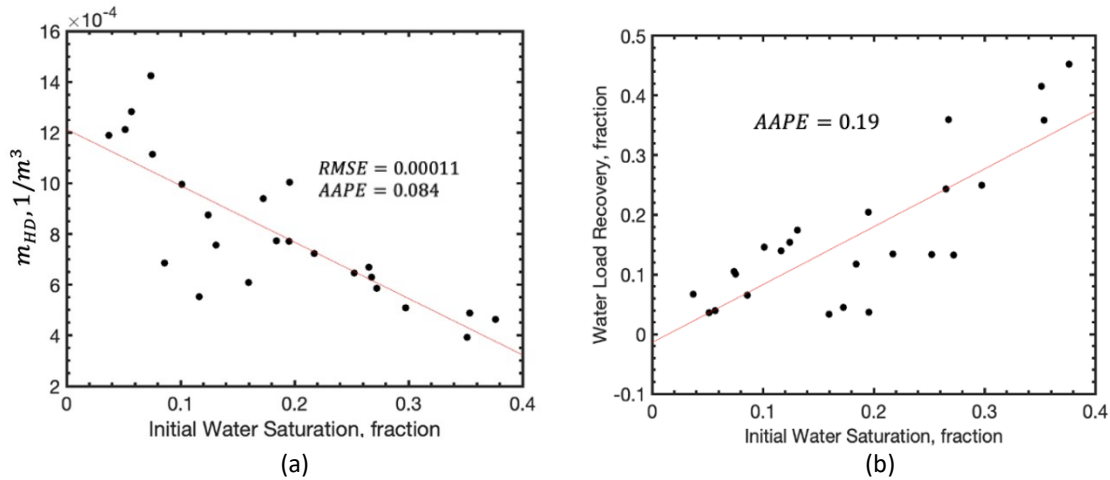 ×10⁻⁴
16
14
12
10
8
6
4
2
m_HD, 1/m³
RMSE = 0.00011
AAPE = 0.084
0 0.1 0.2 0.3 0.4
Initial Water Saturation, fraction
(a)
0.5
0.4
0.3
0.2
0.1
0
-0.1
Water Load Recovery, fraction
AAPE = 0.19
0 0.1 0.2 0.3 0.4
Initial Water Saturation, fraction
(b)